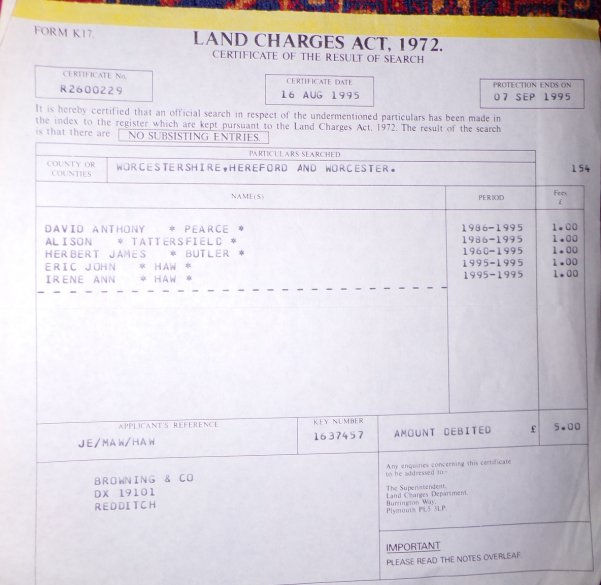 FORM K17.
LAND CHARGES ACT, 1972.
CERTIFICATE OF THE RESULT OF SEARCH
CERTIFICATE No.
R2600229
CERTIFICATE DATE
16 AUG 1995
PROTECTION ENDS ON
07 SEP 1995
It is hereby certified that an official search in respect of the undermentioned particulars has been made in
the index to the register which are kept pursuant to the Land Charges Act, 1972. The result of the search
is that there are NO SUBSISTING ENTRIES.
PARTICULARS SEARCHED
COUNTY OR
COUNTIES
WORCESTERSHIRE,HEREFORD AND WORCESTER.
154
NAME(S) PERIOD Fees
£
DAVID ANTHONY * PEARCE * 1986-1995 1.00
ALISON * TATTERSFIELD * 1986-1995 1.00
HERBERT JAMES * BUTLER * 1960-1995 1.00
ERIC JOHN * HAW * 1995-1995 1.00
IRENE ANN * HAW * 1995-1995 1.00
APPLICANT'S REFERENCE
JE/MAW/HAW
KEY NUMBER
1637457
AMOUNT DEBITED £ 5.00
BROWNING & CO
DX 19101
REDDITCH
Any enquiries concerning this certificate
to be addressed to:-
The Superintendent,
Land Charges Department,
Burrington Way,
Plymouth PL5 3LP.
IMPORTANT
PLEASE READ THE NOTES OVERLEAF